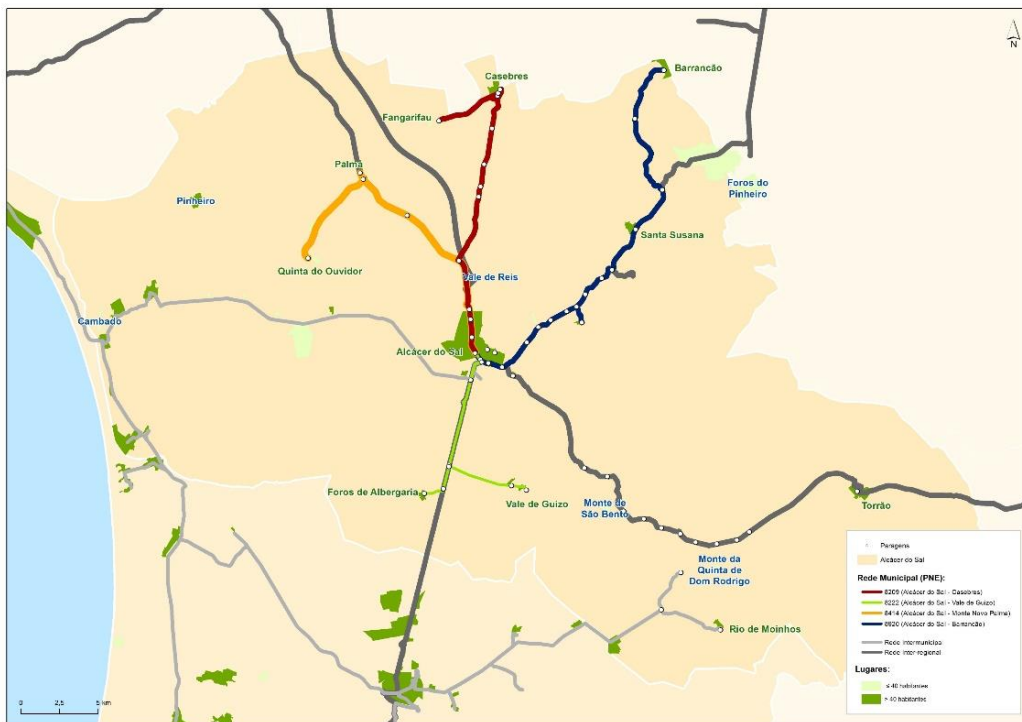 N
Barrancão
Casebres
Fangarifau
Palma
Pinheiro
Foros do
Pinheiro
Santa Susana
Quinta do Ouvidor
Vale de Reis
Cambado
Alcácer do Sal
Foros de Albergaria
Vale de Guizo
Monte de
São Bento
Torrão
Monte da
Quinta de
Dom Rodrigo
Rio de Moinhos
Paragens
Alcácer do Sal
Rede Municipal (PNE):
8209 (Alcácer do Sal - Casebres)
8222 (Alcácer do Sal - Vale de Guizo)
8414 (Alcácer do Sal - Monte Novo Palma)
8920 (Alcácer do Sal - Barrancão)
Rede Intermunicipal
Rede Inter-regional
Lugares:
≤ 40 habitantes
> 40 habitantes
0 2,5 5 km